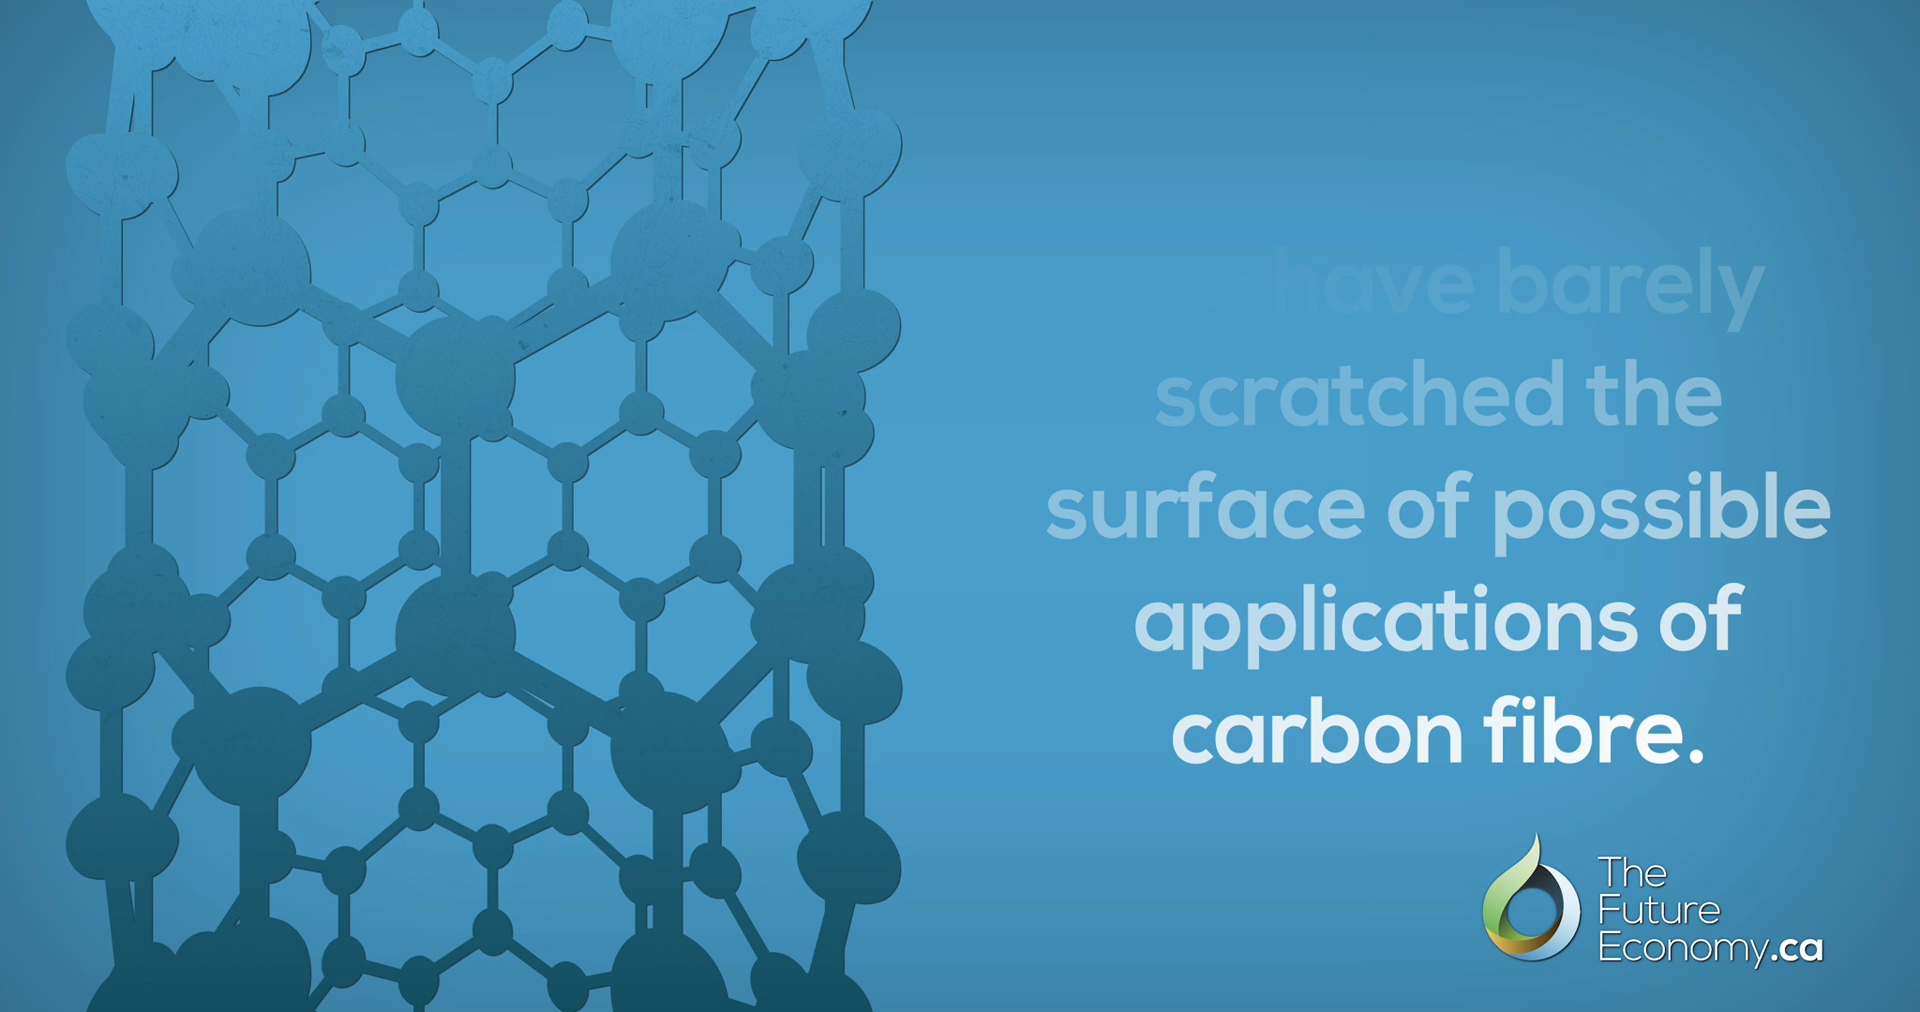 e have barely
scratched the
surface of possible
applications of
carbon fibre.
The
Future
Economy.ca